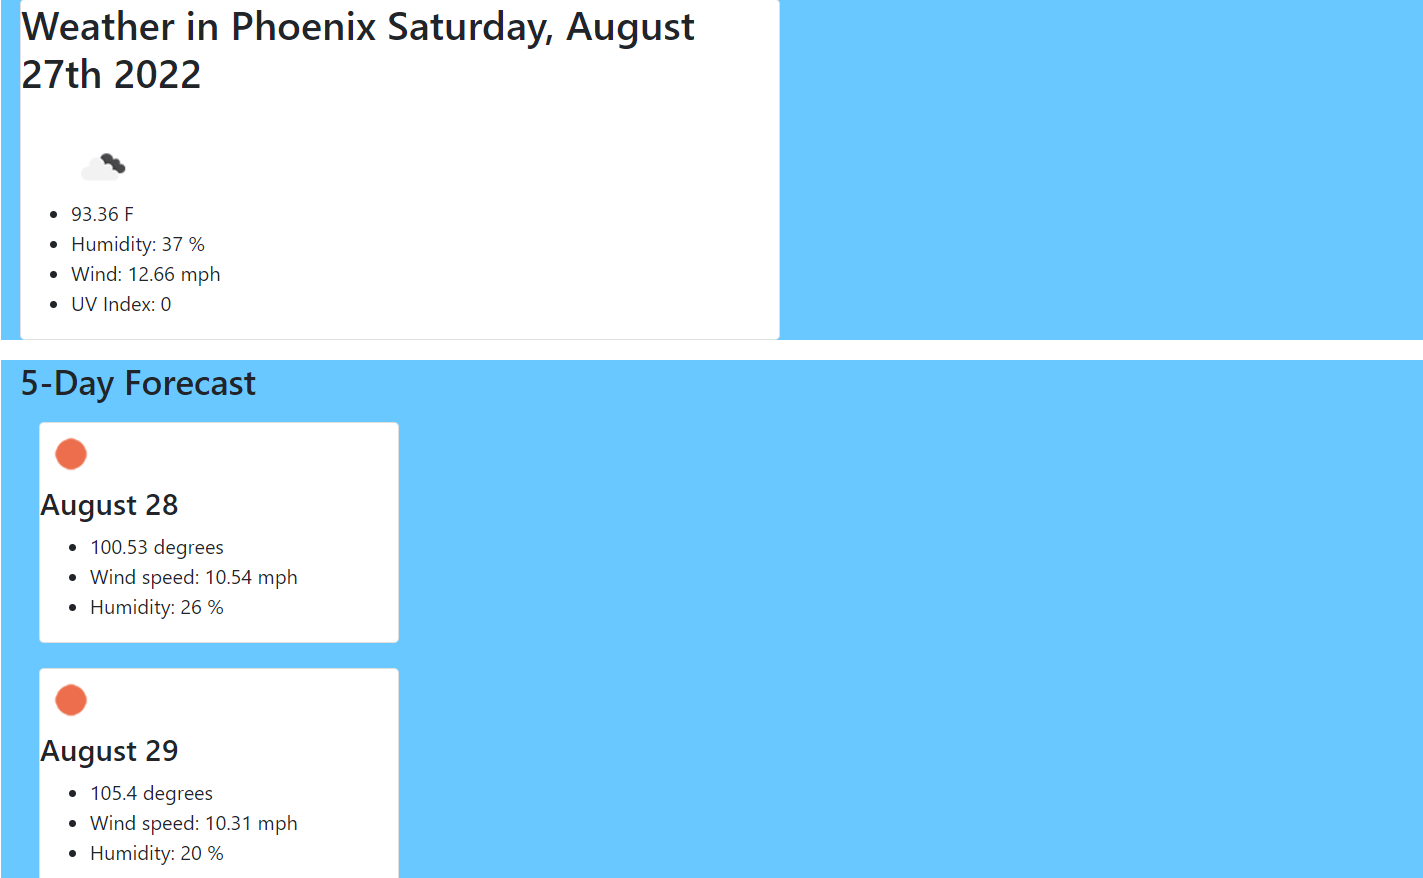 Weather in Phoenix Saturday, August
27th 2022
93.36 F
Humidity: 37 %
Wind: 12.66 mph
UV Index: 0
5-Day Forecast
August 28
100.53 degrees
Wind speed: 10.54 mph
Humidity: 26 %
August 29
105.4 degrees
Wind speed: 10.31 mph
Humidity: 20 %